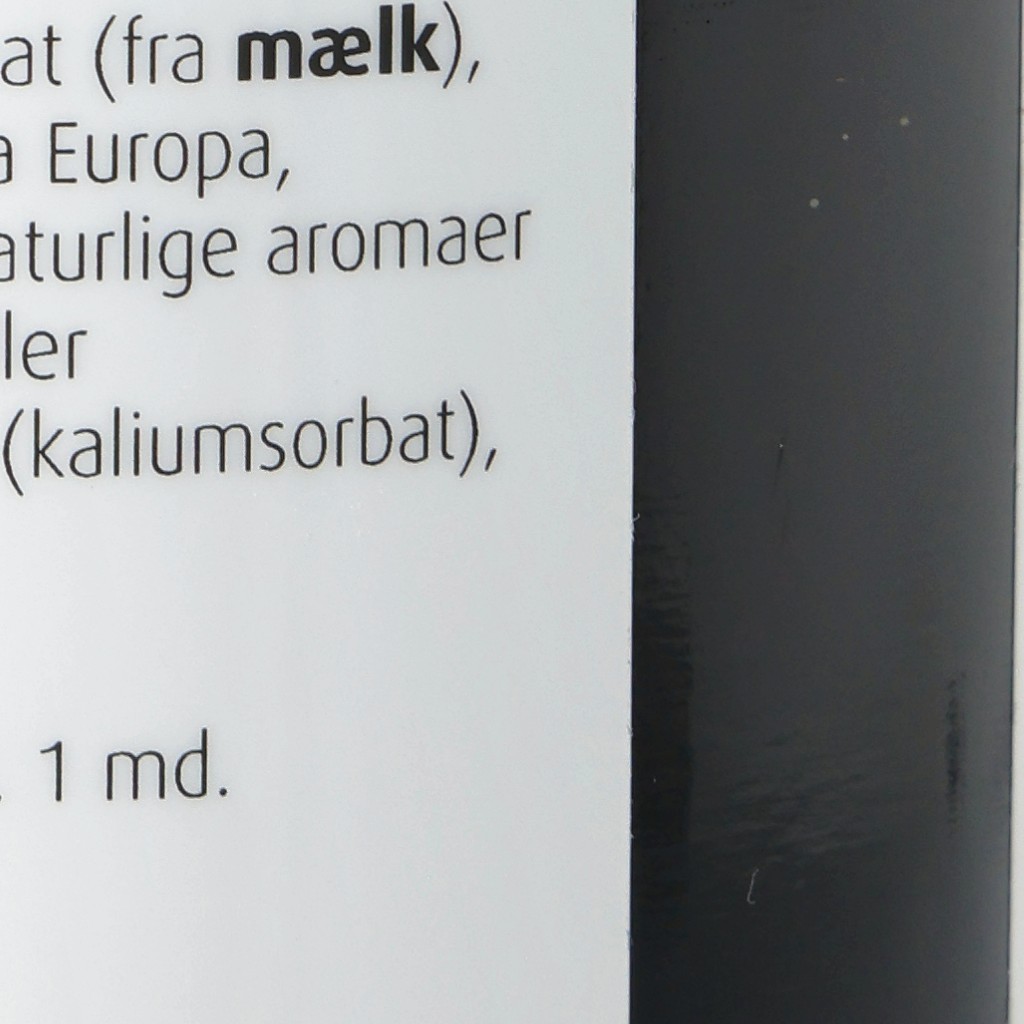 at (fra mælk),
a Europa,
aturlige aromaer
ler
(kaliumsorbat),
. 1 md.